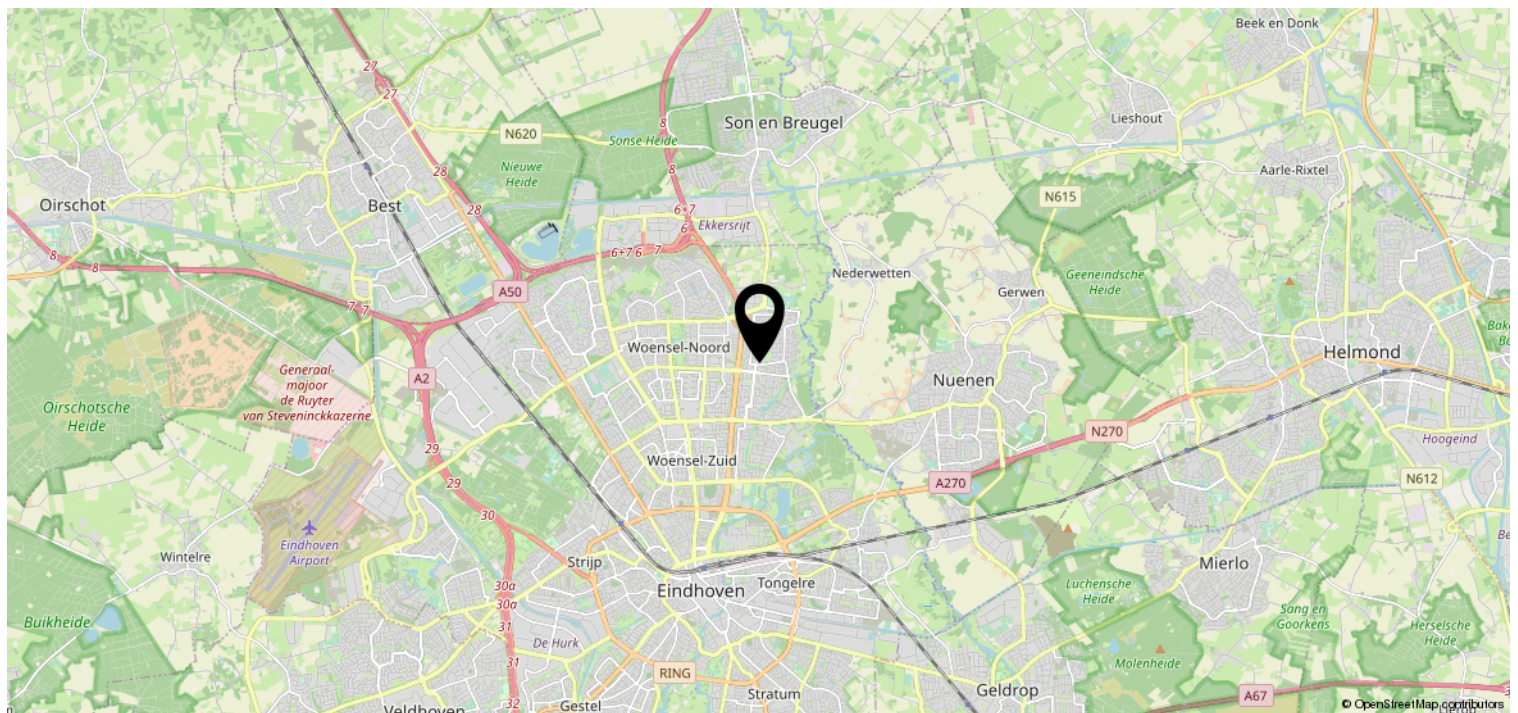 Beek en Donk
27
27
Son en Breugel
8
Lieshout
N620
Sonse Heide
Nieuwe
Heide
8
28
Aarle-Rixtel
N615
Oirschot
Best
28
6+7
6
Ekkersrijt
6+7
6
7
8
8
Nederwetten
Geeneindsche
Heide
A50
Gerwen
7
7
Woensel-Noord
Helmond
Generaal-
majoor
de Ruyter
van Steveninckkazerne
A2
Nuenen
Oirschotsche
Heide
N270
Hoogeind
29
Woensel-Zuid
29
A270
N612
30
Eindhoven
Airport
Wintelre
Strijp
Tongelre
Mierlo
30a
Eindhoven
Luchensche
Heide
30a
Buikheide
31
De Hurk
Sang en
Goorkens
Herselsche
Heide
31
Molenheide
RING
Stratum
Geldrop
A67
32
Veldhoven
Gestel
© OpenStreetMap contributors